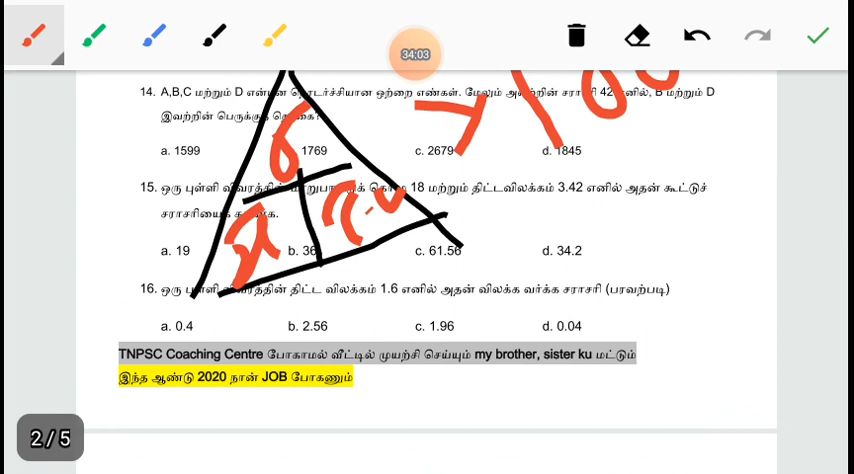 34:03
× 100
14. A,B,C மற்றும் D என்பன தொடர்ச்சியான ஒற்றை எண்கள். மேலும் அவற்றின் சராசரி 42 எனில், B மற்றும் D
இவற்றின் பெருக்குத் தொகை?
a. 1599 1769 c. 2679 d. 1845
15. ஒரு புள்ளி விவரத்தின் மாறுபாட்டுக் கெழு 18 மற்றும் திட்டவிலக்கம் 3.42 எனில் அதன் கூட்டுச்
சராசரியைக் காண்க.
a. 19 b. 36 c. 61.56 d. 34.2
16. ஒரு புள்ளி விவரத்தின் திட்ட விலக்கம் 1.6 எனில் அதன் விலக்க வர்க்க சராசரி (பரவற்படி)
a. 0.4 b. 2.56 c. 1.96 d. 0.04
σ
x̄
TNPSC Coaching Centre போகாமல் வீட்டில் முயற்சி செய்யும் my brother, sister ku மட்டும்
இந்த ஆண்டு 2020 நான் JOB போகணும்
2 / 5